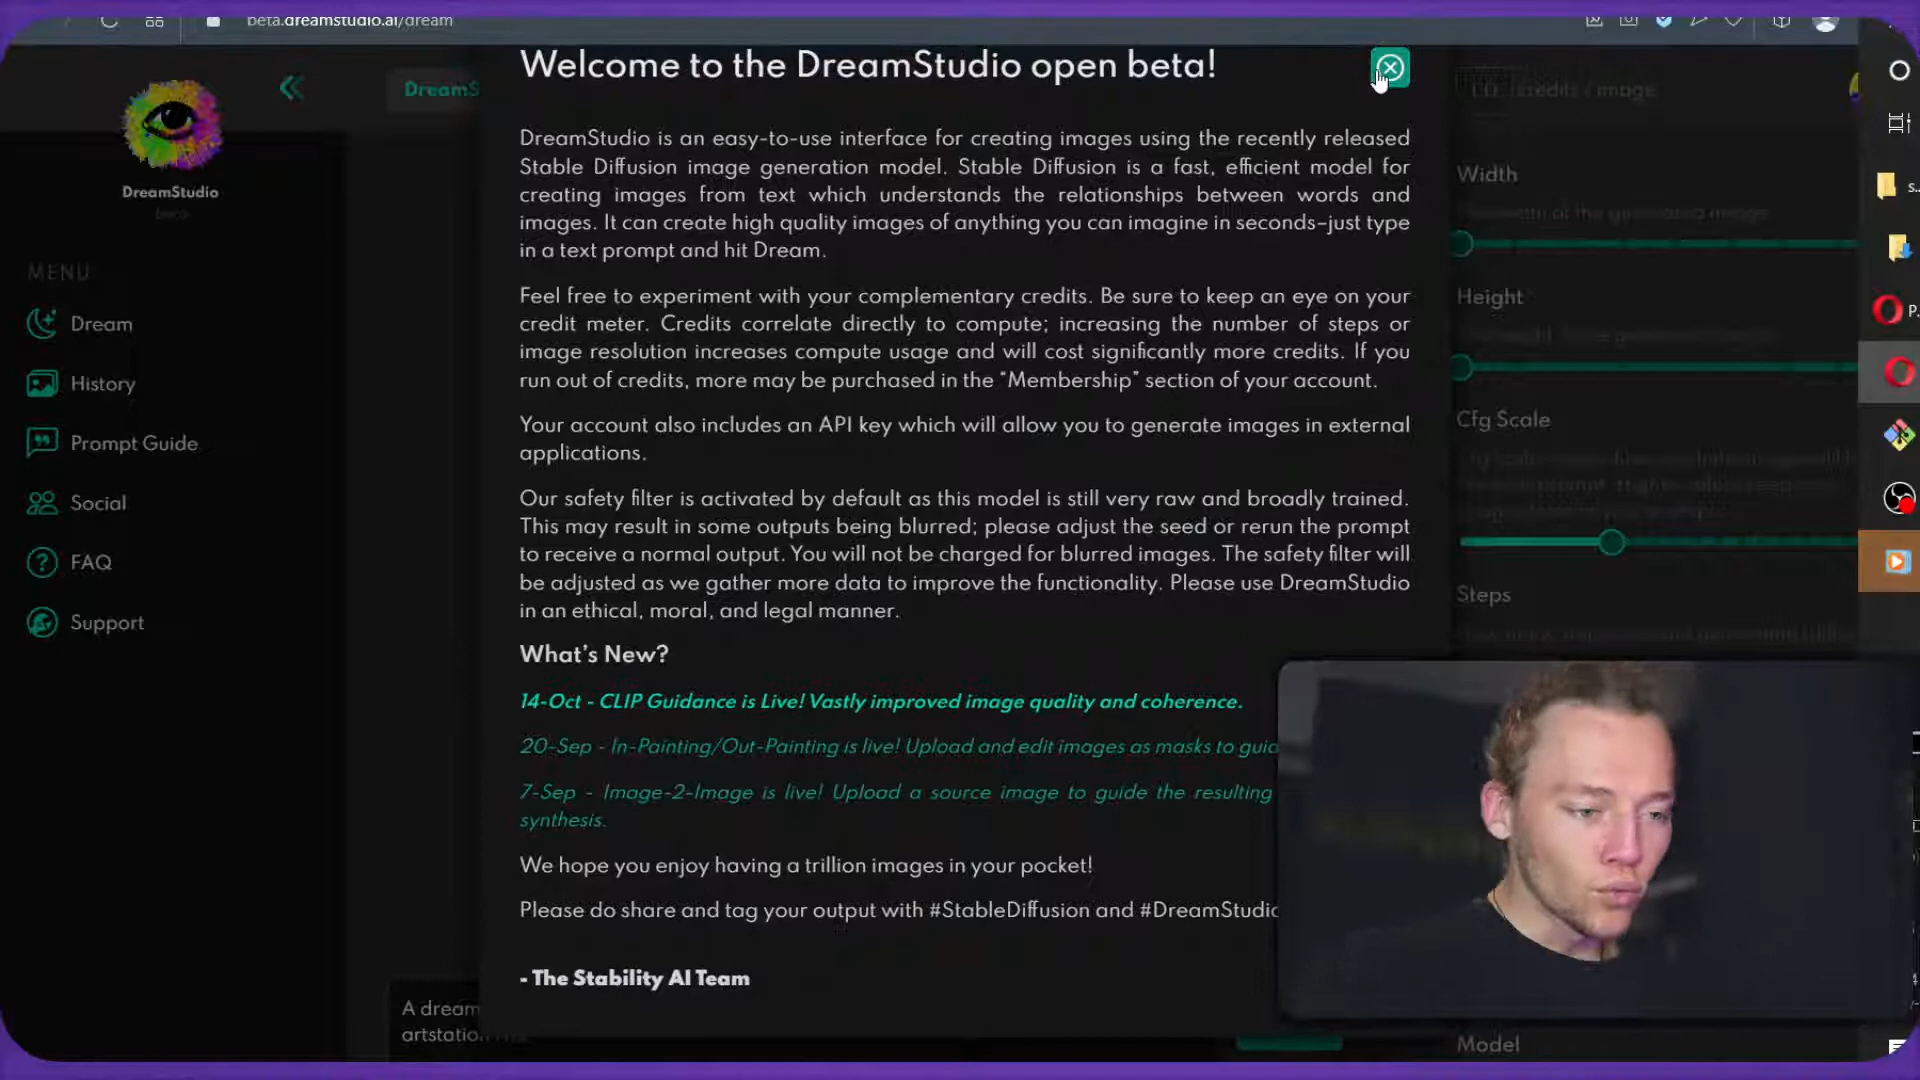 beta.dreamstudio.ai/dream
DreamStudio
beta
MENU
Dream
History
Prompt Guide
Social
FAQ
Support
DreamS
Welcome to the DreamStudio open beta!
DreamStudio is an easy-to-use interface for creating images using the recently released
Stable Diffusion image generation model. Stable Diffusion is a fast, efficient model for
creating images from text which understands the relationships between words and
images. It can create high quality images of anything you can imagine in seconds–just type
in a text prompt and hit Dream.
Feel free to experiment with your complementary credits. Be sure to keep an eye on your
credit meter. Credits correlate directly to compute; increasing the number of steps or
image resolution increases compute usage and will cost significantly more credits. If you
run out of credits, more may be purchased in the “Membership” section of your account.
Your account also includes an API key which will allow you to generate images in external
applications.
Our safety filter is activated by default as this model is still very raw and broadly trained.
This may result in some outputs being blurred; please adjust the seed or rerun the prompt
to receive a normal output. You will not be charged for blurred images. The safety filter will
be adjusted as we gather more data to improve the functionality. Please use DreamStudio
in an ethical, moral, and legal manner.
What’s New?
14-Oct - CLIP Guidance is Live! Vastly improved image quality and coherence.
20-Sep - In-Painting/Out-Painting is live! Upload and edit images as masks to guid
7-Sep - Image-2-Image is live! Upload a source image to guide the resulting
synthesis.
We hope you enjoy having a trillion images in your pocket!
Please do share and tag your output with #StableDiffusion and #DreamStudio
- The Stability AI Team
A dream
artstation
credits / image
Width
The width of the generated image
Height
Cfg Scale
Steps
Model
s..
P.